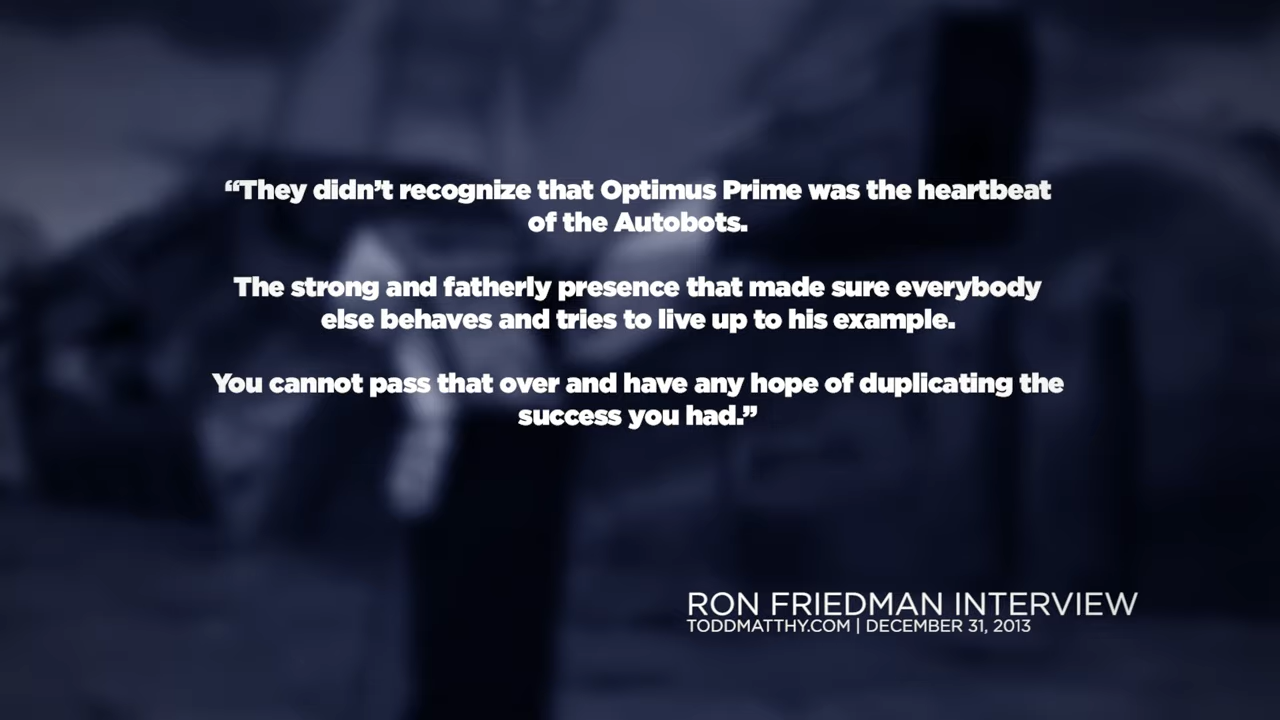 “They didn’t recognize that Optimus Prime was the heartbeat
of the Autobots.
The strong and fatherly presence that made sure everybody
else behaves and tries to live up to his example.
You cannot pass that over and have any hope of duplicating the
success you had.”
RON FRIEDMAN INTERVIEW
TODDMATTHY.COM | DECEMBER 31, 2013